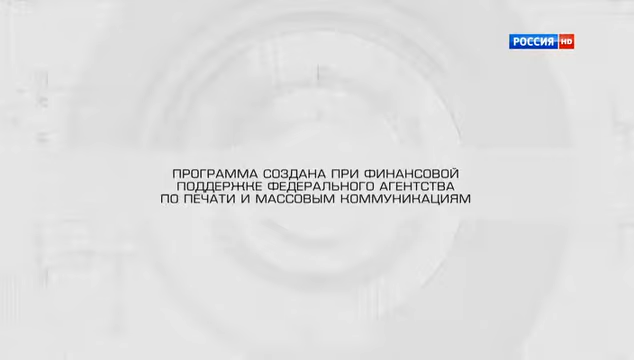 РОССИЯ HD
ПРОГРАММА СОЗДАНА ПРИ ФИНАНСОВОЙ
ПОДДЕРЖКЕ ФЕДЕРАЛЬНОГО АГЕНТСТВА
ПО ПЕЧАТИ И МАССОВЫМ КОММУНИКАЦИЯМ